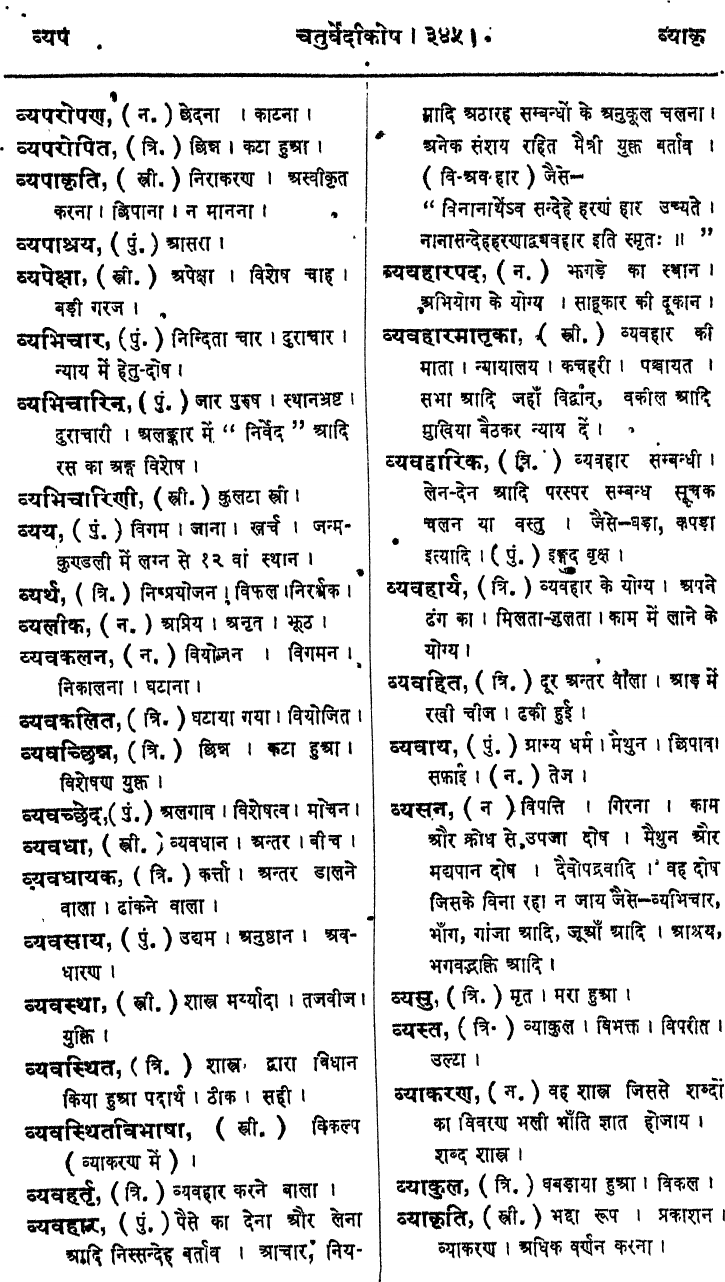 व्यप
चतुर्वेदीकोष । ३४५ ।
व्याकृ
व्यपरोपण, ( न. ) छेदना । काटना ।
व्यपरोपित, ( त्रि. ) छिन्न । कटा हुआ ।
व्यपाकृति, ( स्त्री. ) निराकरण । अस्वीकृत
करना । छिपाना । न मानना ।
व्यपाश्रय, ( पुं. ) आसरा ।
व्यपेक्षा, ( स्त्री. ) अपेक्षा । विशेष चाह ।
बड़ी गरज ।
व्यभिचार, ( पुं. ) निन्दिता चार । दुराचार ।
न्याय में हेतु-दोष ।
व्यभिचारिन्, ( पुं. ) जार पुरुष । स्थानभ्रष्ट ।
दुराचारी । अलङ्कार में “ निर्वेद ” आदि
रस का अङ्ग विशेष ।
व्यभिचारिणी, ( स्त्री. ) कुलटा स्त्री ।
व्यय, ( पुं. ) विगम । जाना । खर्च । जन्म-
कुण्डली में लग्न से १२ वां स्थान ।
व्यर्थ, ( त्रि. ) निष्प्रयोजन । विफल । निरर्थक ।
व्यलीक, ( न. ) अप्रिय । अनृत । झूठ ।
व्यवकलन, ( न. ) वियोजन । विगमन ।
निकालना । घटाना ।
व्यवकलित, ( त्रि. ) घटाया गया । वियोजित ।
व्यवच्छिन्न, ( त्रि. ) छिन्न । कटा हुआ ।
विशेषण युक्त ।
व्यवच्छेद, ( पुं. ) अलगाव । विशेषत्व । मोचन ।
व्यवधा, ( स्त्री. ) व्यवधान । अन्तर । बीच ।
व्यवधायक, ( त्रि. ) कर्त्ता । अन्तर डालने
वाला । ढांकने वाला ।
व्यवसाय, ( पुं. ) उद्यम । अनुष्ठान । अव-
धारण ।
व्यवस्था, ( स्त्री. ) शास्त्र मर्य्यादा । तजवीज ।
युक्ति ।
व्यवस्थित, ( त्रि. ) शास्त्र द्वारा विधान
किया हुआ पदार्थ । ठीक । सही ।
व्यवस्थितविभाषा, ( स्त्री. ) विकल्प
( व्याकरण में ) ।
व्यवहर्तृ, ( त्रि. ) व्यवहार करने वाला ।
व्यवहार, ( पुं. ) पैसे का देना और लेना
आदि निस्सन्देह बर्ताव । आचार, निय-
मादि अठारह सम्बन्धों के अनुकूल चलना ।
अनेक संशय रहित मैत्री युक्त बर्ताव ।
( वि-अव-हार ) जैसे–
“ विनानार्थेऽव सन्देहे हरणं हार उच्यते ।
नानासन्देहहरणाद्व्यवहार इति स्मृतः ॥ ”
व्यवहारपद, ( न. ) झगड़े का स्थान ।
अभियोग के योग्य । साहूकार की दूकान ।
व्यवहारमातृका, ( स्त्री. ) व्यवहार की
माता । न्यायालय । कचहरी । पञ्चायत ।
सभा आदि जहाँ विद्वान्, वकील आदि
मुखिया बैठकर न्याय दें ।
व्यवहारिक, ( त्रि. ) व्यवहार सम्बन्धी ।
लेन-देन आदि परस्पर सम्बन्ध सूचक
चलन या वस्तु । जैसे–घड़ा, कपड़ा
इत्यादि । ( पुं. ) इङ्गुद वृक्ष ।
व्यवहार्य, ( त्रि. ) व्यवहार के योग्य । अपने
ढंग का । मिलता-जुलता । काम में लाने के
योग्य ।
व्यवहित, ( त्रि. ) दूर अन्तर वाला । आड़ में
रखी चीज । ढकी हुई ।
व्यवाय, ( पुं. ) ग्राम्य धर्म । मैथुन । छिपाव ।
सफ़ाई । ( न. ) तेज ।
व्यसन, ( न ) विपत्ति । गिरना । काम
और क्रोध से उपजा दोष । मैथुन और
मद्यपान दोष । दैवोपद्रवादि । वह दोष
जिसके विना रहा न जाय जैसे–व्यभिचार,
भाँग, गांजा आदि, जूआँ आदि । आश्रय,
भगवद्भक्ति आदि ।
व्यसु, ( त्रि. ) मृत । मरा हुआ ।
व्यस्त, ( त्रि. ) व्याकुल । विभक्त । विपरीत ।
उल्टा ।
व्याकरण, ( न. ) वह शास्त्र जिससे शब्दों
का विवरण भली भाँति ज्ञात होजाय ।
शब्द शास्त्र ।
व्याकुल, ( त्रि. ) घबड़ाया हुआ । विकल ।
व्याकृति, ( स्त्री. ) भद्दा रूप । प्रकाशन ।
व्याकरण । अधिक वर्णन करना ।